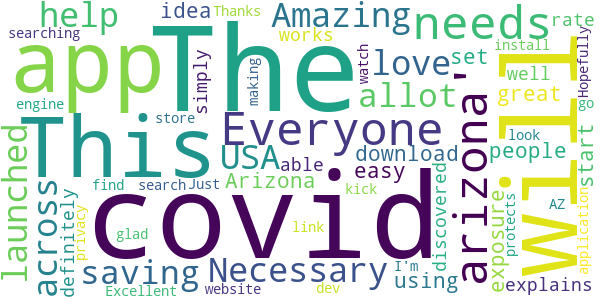 searching
help
Thanks
idea
Amazing
needs
rate
Hopefully
works
install
app
The
simply
love
set
well
watch
engine
making
allot
great
go
store
This
Everyone
arizona'
Will
launched
across
USA
able
download
people
start
easy
look
find
search
Just
Arizona
discovered
exposure
protects
AZ
application
definitely
privacy
covid
kick
glad
link
I'm
saving
Necessary
using
explains
Excellent
website
dev